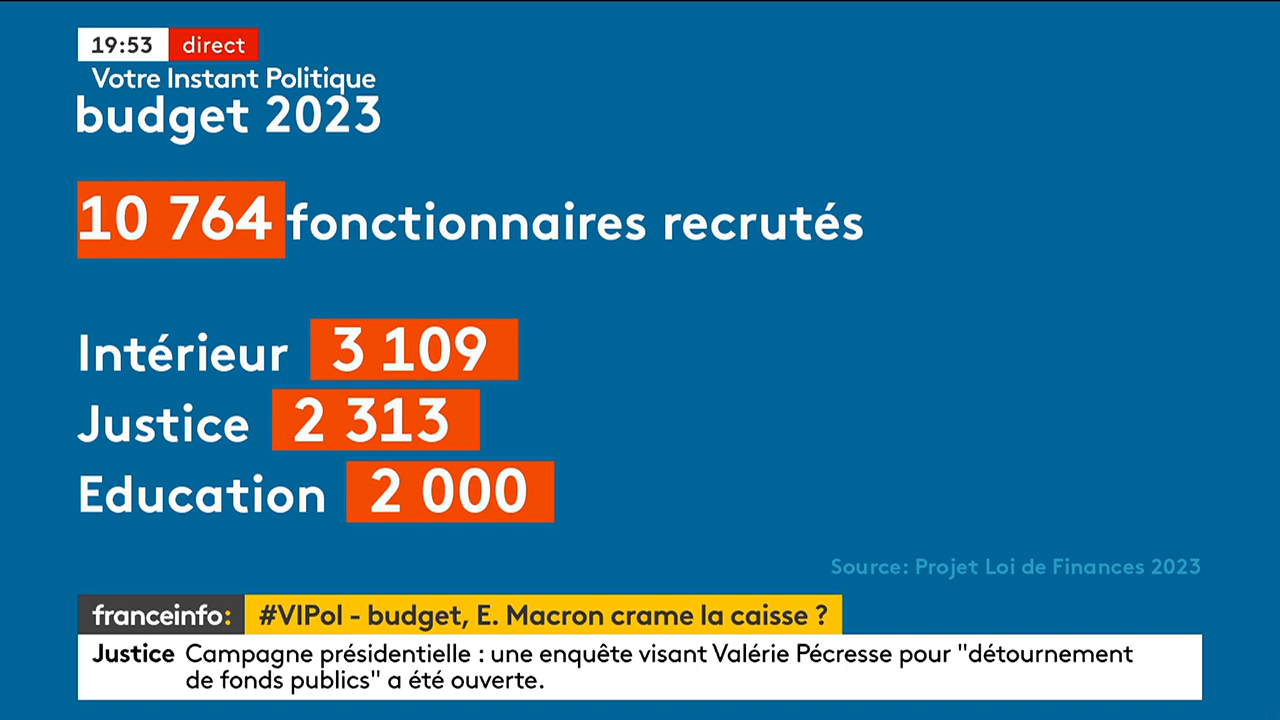 19:53 direct
Votre Instant Politique
budget 2023
10 764 fonctionnaires recrutés
Intérieur 3 109
Justice 2 313
Education 2 000
Source: Projet Loi de Finances 2023
franceinfo: #VIPol - budget, E. Macron crame la caisse ?
Justice Campagne présidentielle : une enquête visant Valérie Pécresse pour "détournement
de fonds publics" a été ouverte.